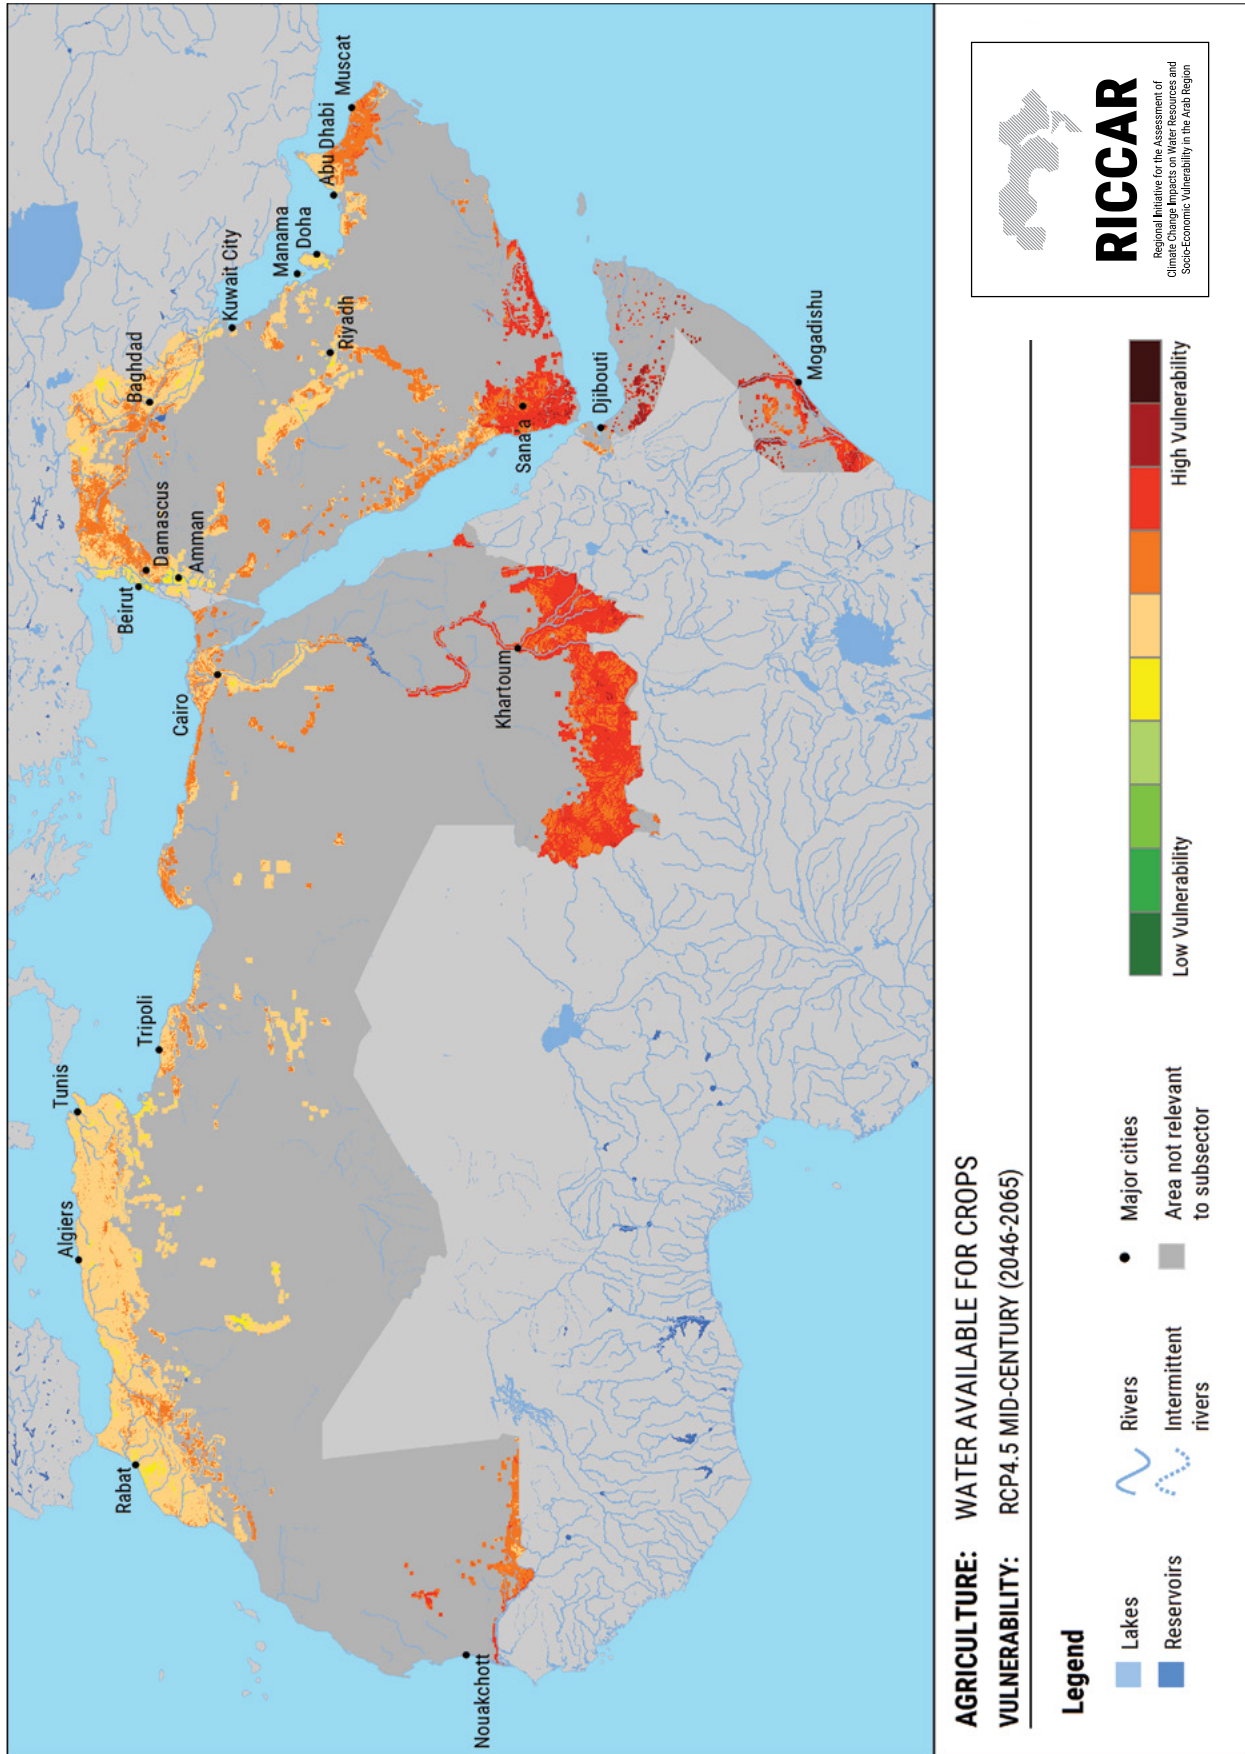 Muscat
Abu Dhabi
Manama
Doha
Kuwait City
Riyadh
Baghdad
Damascus
Amman
Beirut
Sana'a
Djibouti
Mogadishu
Cairo
Khartoum
Tripoli
Tunis
Algiers
Rabat
Nouakchott
AGRICULTURE: WATER AVAILABLE FOR CROPS
VULNERABILITY: RCP4.5 MID-CENTURY (2046-2065)
Legend
Lakes
Reservoirs
Rivers
Intermittent
rivers
Major cities
Area not relevant
to subsector
Low Vulnerability
High Vulnerability
RICCAR
Regional Initiative for the Assessment of
Climate Change Impacts on Water Resources and
Socio-Economic Vulnerability in the Arab Region